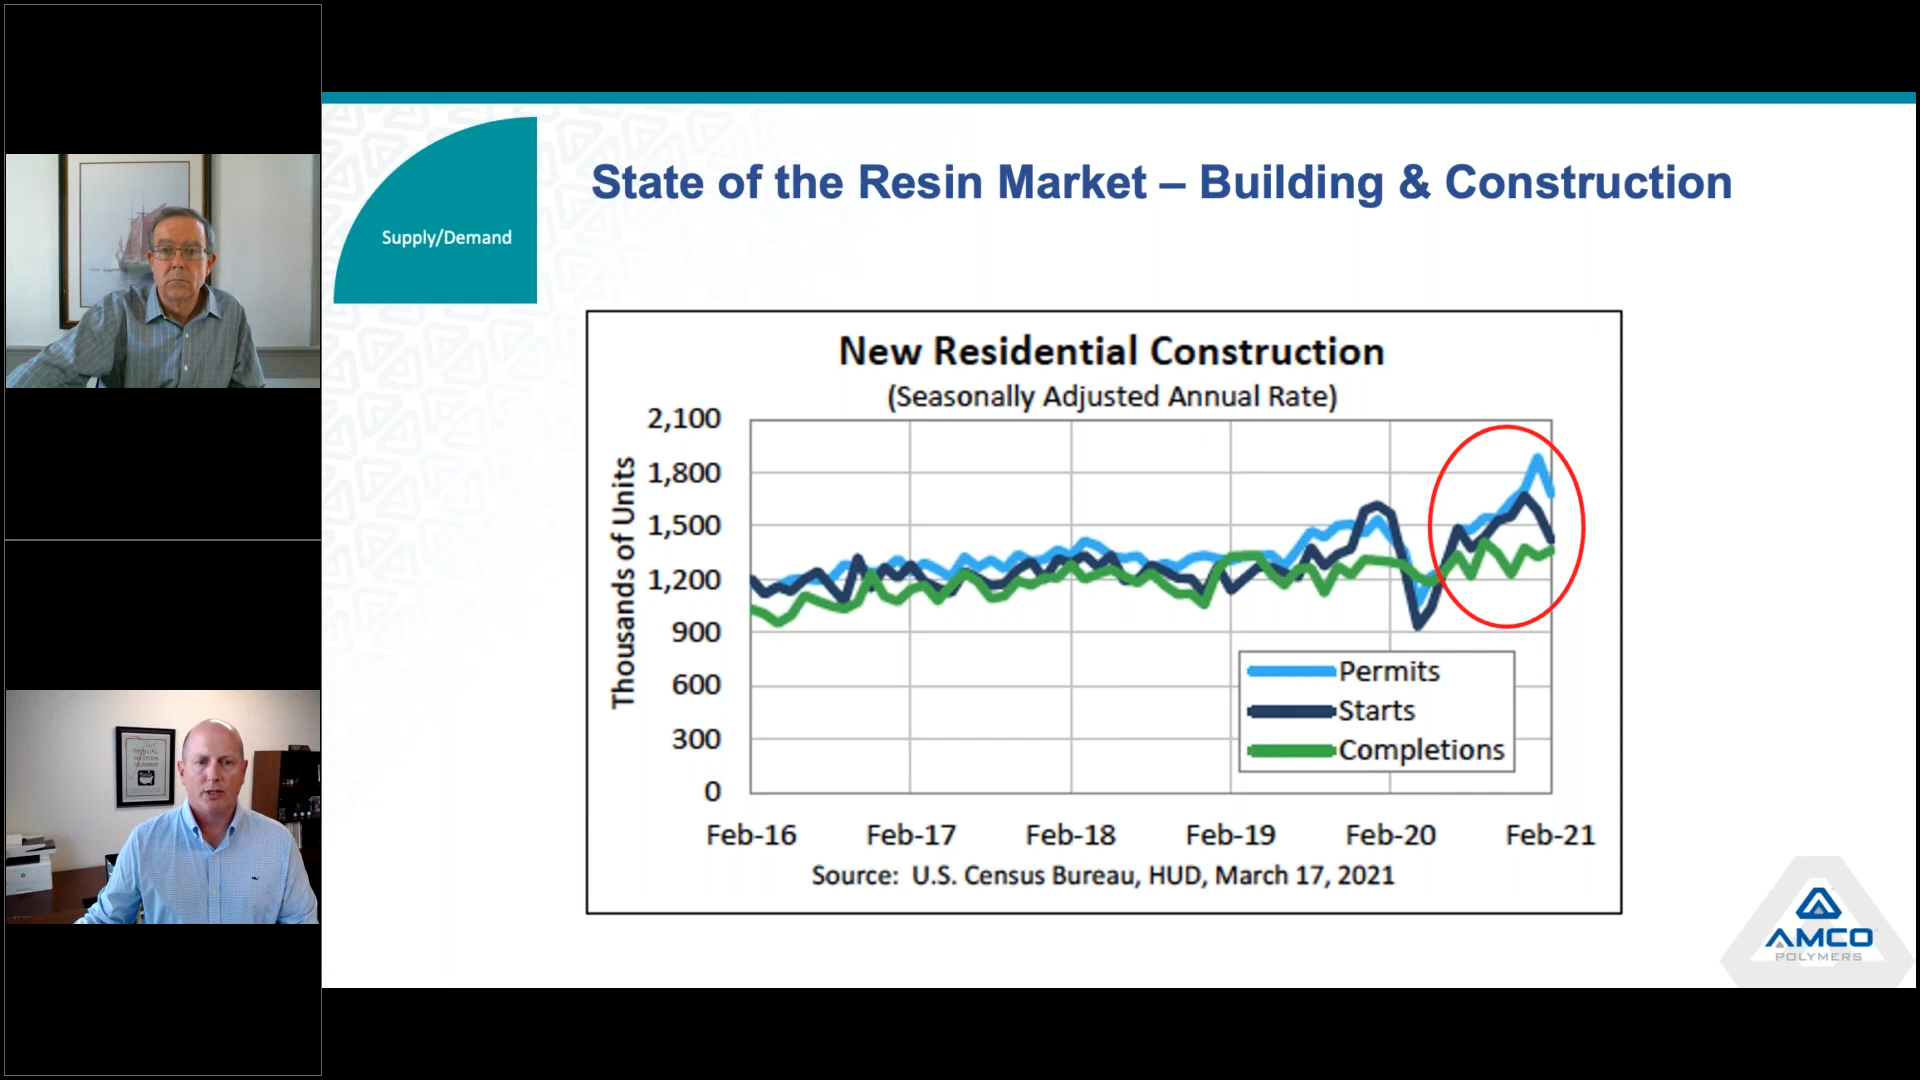 Supply/Demand
State of the Resin Market – Building & Construction
New Residential Construction
(Seasonally Adjusted Annual Rate)
Thousands of Units
2,100
1,800
1,500
1,200
900
600
300
0
Permits
Starts
Completions
Feb-16 Feb-17 Feb-18 Feb-19 Feb-20 Feb-21
Source: U.S. Census Bureau, HUD, March 17, 2021
AMCO
POLYMERS